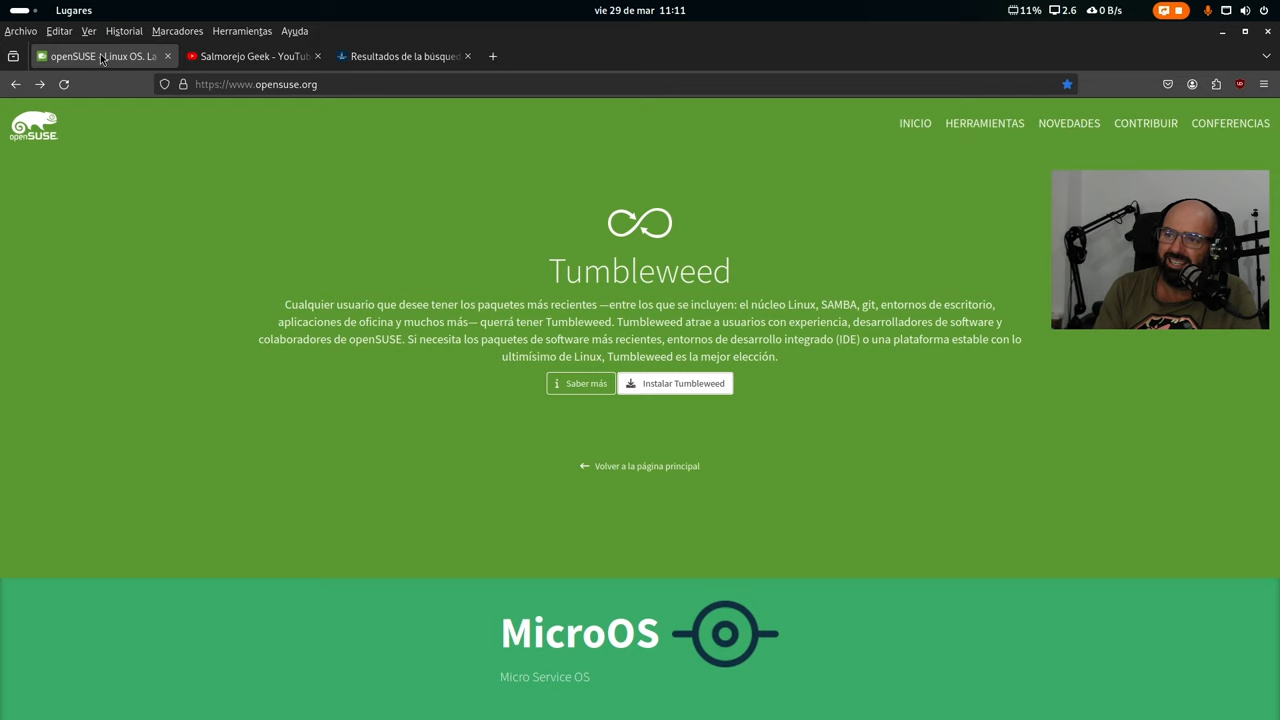 Lugares
vie 29 de mar 11:11
11% 2.6 0 B/s
Archivo Editar Ver Historial Marcadores Herramientas Ayuda
openSUSE : Linux OS. La
Salmorejo Geek - YouTub
Resultados de la búsqued
https://www.opensuse.org
openSUSE
INICIO HERRAMIENTAS NOVEDADES CONTRIBUIR CONFERENCIAS
Tumbleweed
Cualquier usuario que desee tener los paquetes más recientes —entre los que se incluyen: el núcleo Linux, SAMBA, git, entornos de escritorio,
aplicaciones de oficina y muchos más— querrá tener Tumbleweed. Tumbleweed atrae a usuarios con experiencia, desarrolladores de software y
colaboradores de openSUSE. Si necesita los paquetes de software más recientes, entornos de desarrollo integrado (IDE) o una plataforma estable con lo
ultimísimo de Linux, Tumbleweed es la mejor elección.
Saber más
Instalar Tumbleweed
Volver a la página principal
MicroOS
Micro Service OS